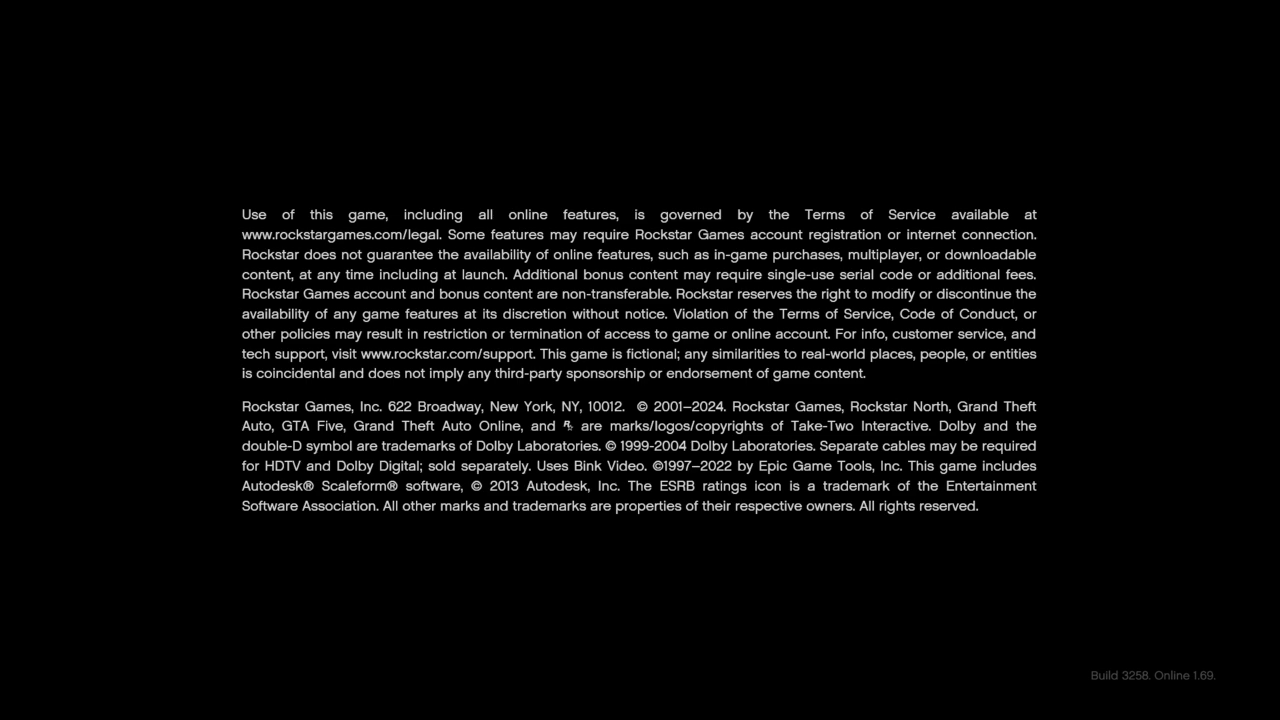 Use of this game, including all online features, is governed by the Terms of Service available at
www.rockstargames.com/legal. Some features may require Rockstar Games account registration or internet connection.
Rockstar does not guarantee the availability of online features, such as in-game purchases, multiplayer, or downloadable
content, at any time including at launch. Additional bonus content may require single-use serial code or additional fees.
Rockstar Games account and bonus content are non-transferable. Rockstar reserves the right to modify or discontinue the
availability of any game features at its discretion without notice. Violation of the Terms of Service, Code of Conduct, or
other policies may result in restriction or termination of access to game or online account. For info, customer service, and
tech support, visit www.rockstar.com/support. This game is fictional; any similarities to real-world places, people, or entities
is coincidental and does not imply any third-party sponsorship or endorsement of game content.
Rockstar Games, Inc. 622 Broadway, New York, NY, 10012. © 2001–2024. Rockstar Games, Rockstar North, Grand Theft
Auto, GTA Five, Grand Theft Auto Online, and R* are marks/logos/copyrights of Take-Two Interactive. Dolby and the
double-D symbol are trademarks of Dolby Laboratories. © 1999-2004 Dolby Laboratories. Separate cables may be required
for HDTV and Dolby Digital; sold separately. Uses Bink Video. ©1997–2022 by Epic Game Tools, Inc. This game includes
Autodesk® Scaleform® software, © 2013 Autodesk, Inc. The ESRB ratings icon is a trademark of the Entertainment
Software Association. All other marks and trademarks are properties of their respective owners. All rights reserved.
Build 3258. Online 1.69.